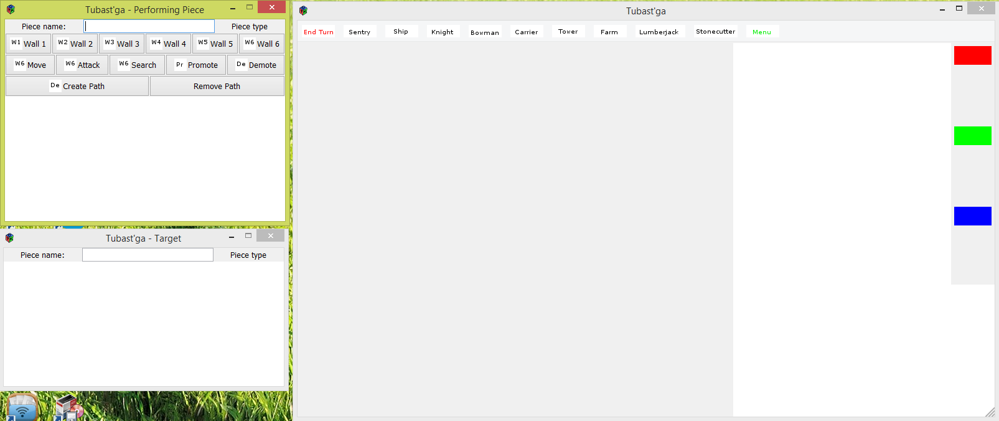 Tubast'ga - Performing Piece
Piece name: Piece type
W1 Wall 1 W2 Wall 2 W3 Wall 3 W4 Wall 4 W5 Wall 5 W6 Wall 6
W6 Move W6 Attack W6 Search Pr Promote De Demote
De Create Path Remove Path
Tubast'ga - Target
Piece name: Piece type
Tubast'ga
End Turn Sentry Ship Knight Bowman Carrier Tower Farm Lumberjack Stonecutter Menu